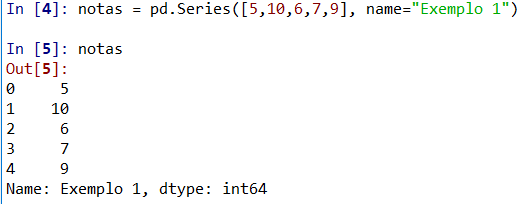 In [4]: notas = pd.Series([5,10,6,7,9], name="Exemplo 1")
In [5]: notas
Out[5]:
0     5
1    10
2     6
3     7
4     9
Name: Exemplo 1, dtype: int64